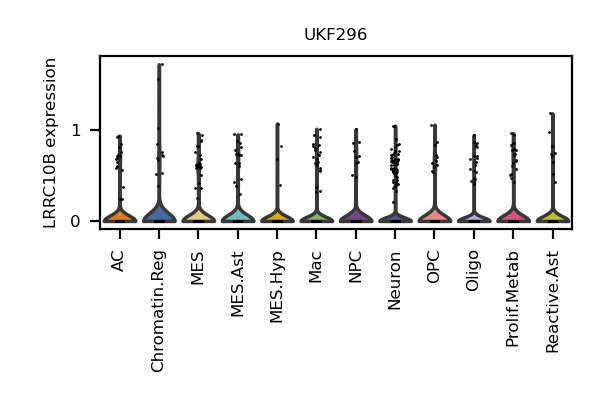 UKF296
LRRC10B expression
1
0
AC
Chromatin.Reg
MES
MES.Ast
MES.Hyp
Mac
NPC
Neuron
OPC
Oligo
Prolif.Metab
Reactive.Ast